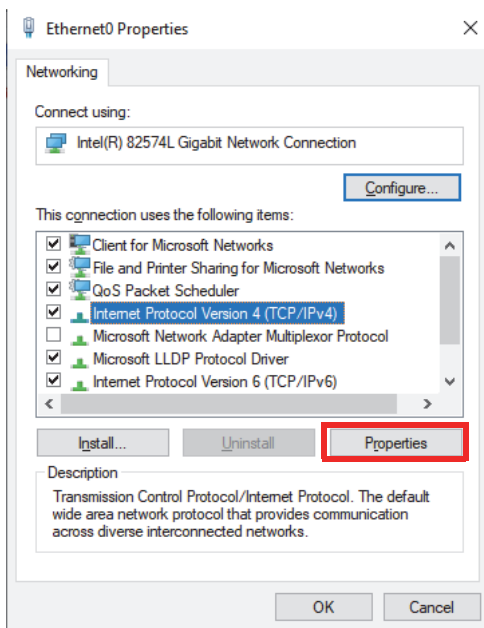 Ethernet0 Properties
Networking
Connect using:
Intel(R) 82574L Gigabit Network Connection
Configure...
This connection uses the following items:
Client for Microsoft Networks
File and Printer Sharing for Microsoft Networks
QoS Packet Scheduler
Internet Protocol Version 4 (TCP/IPv4)
Microsoft Network Adapter Multiplexor Protocol
Microsoft LLDP Protocol Driver
Internet Protocol Version 6 (TCP/IPv6)
Install...
Uninstall
Properties
Description
Transmission Control Protocol/Internet Protocol. The default
wide area network protocol that provides communication
across diverse interconnected networks.
OK
Cancel